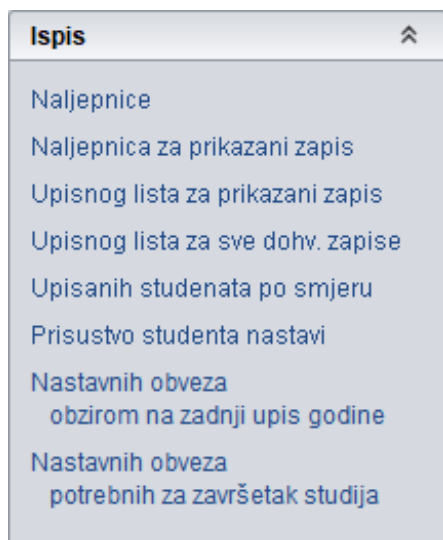 Ispis
Naljepnice
Naljepnica za prikazani zapis
Upisnog lista za prikazani zapis
Upisnog lista za sve dohv. zapise
Upisanih studenata po smjeru
Prisustvo studenta nastavi
Nastavnih obveza
obzirom na zadnji upis godine
Nastavnih obveza
potrebnih za završetak studija